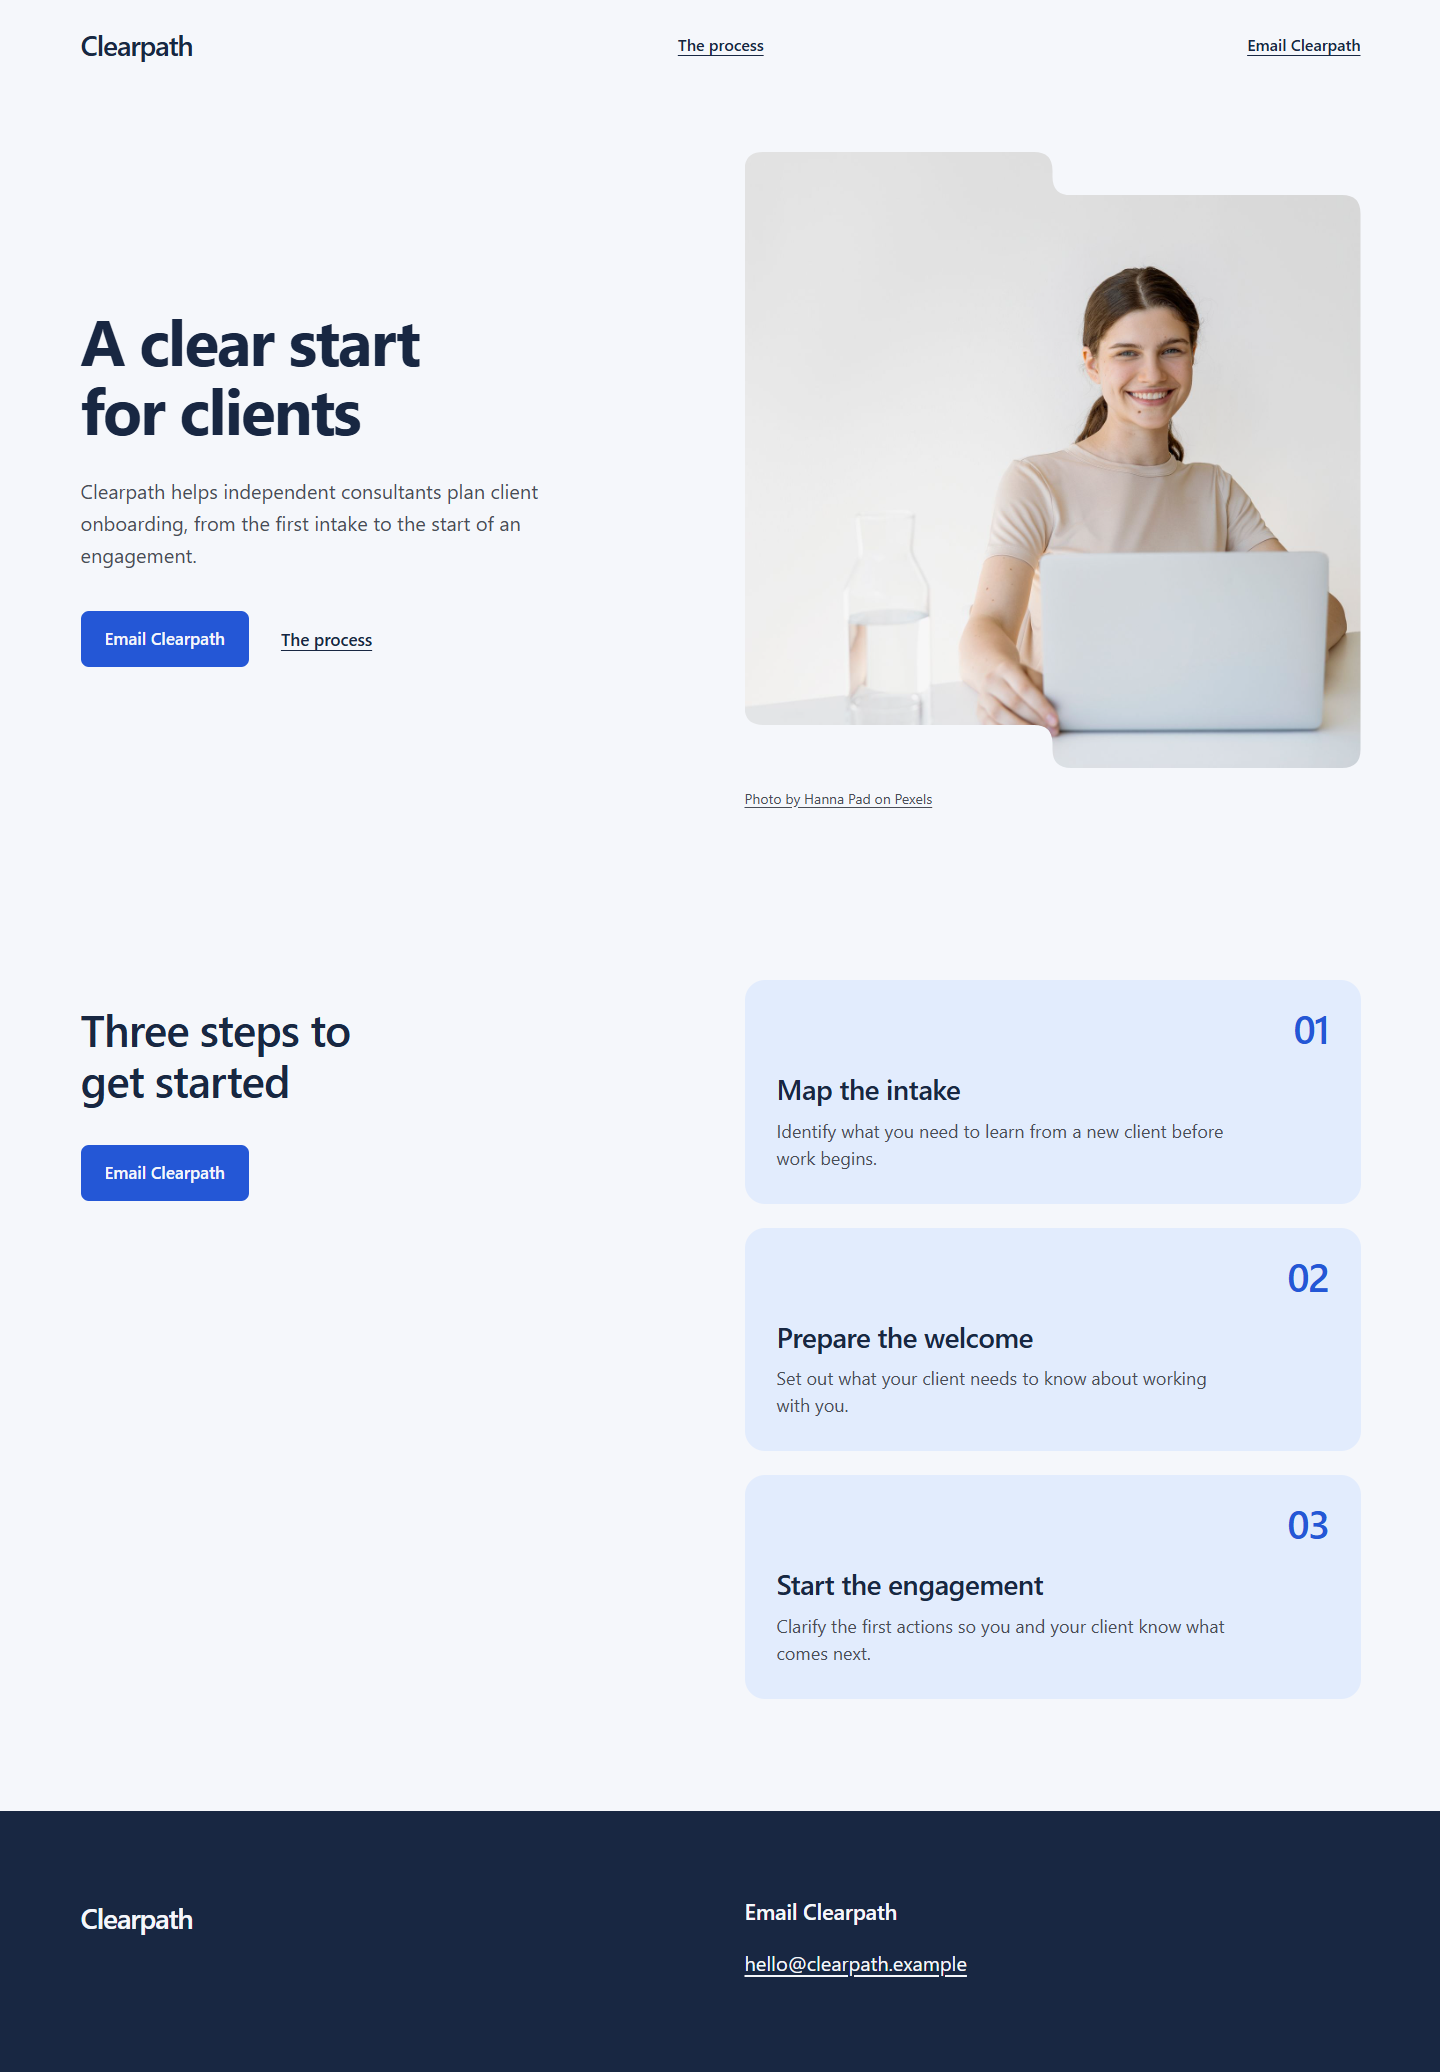 Clearpath
The process
Email Clearpath
A clear start
for clients
Clearpath helps independent consultants plan client
onboarding, from the first intake to the start of an
engagement.
Email Clearpath
The process
Photo by Hanna Pad on Pexels
Three steps to
get started
Email Clearpath
01
Map the intake
Identify what you need to learn from a new client before
work begins.
02
Prepare the welcome
Set out what your client needs to know about working
with you.
03
Start the engagement
Clarify the first actions so you and your client know what
comes next.
Clearpath
Email Clearpath
hello@clearpath.example